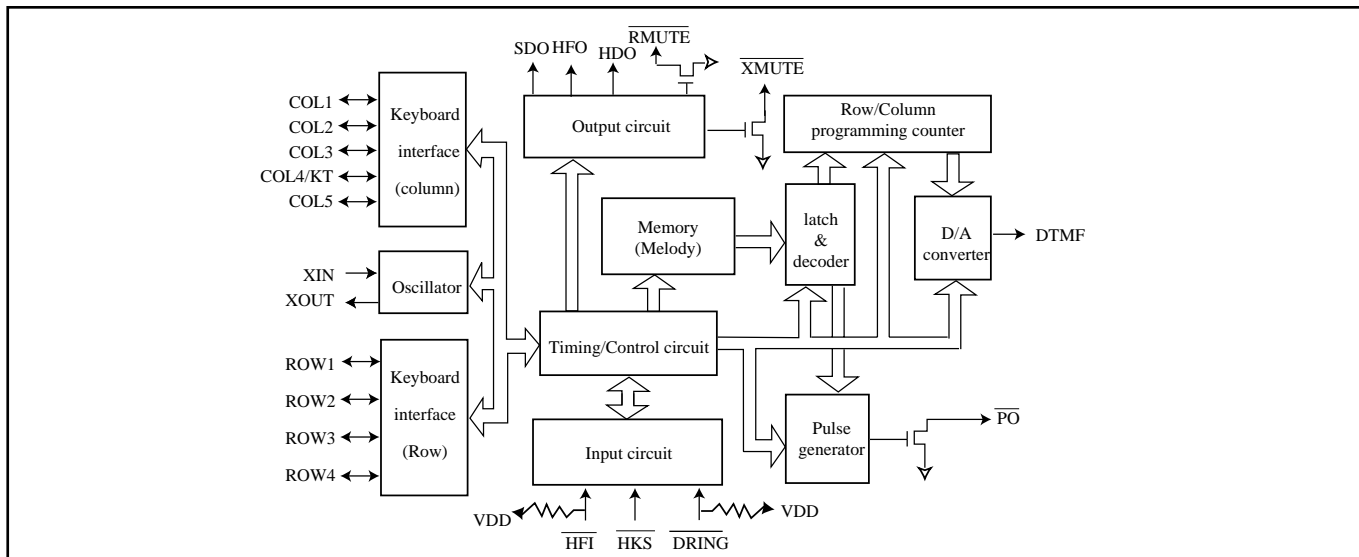 SDO
HFO
HDO
RMUTE
XMUTE
COL1
COL2
COL3
COL4/KT
COL5
Keyboard
interface
(column)
Output circuit
Row/Column
programming counter
Memory
(Melody)
latch
&
decoder
D/A
converter
DTMF
XIN
XOUT
Oscillator
Timing/Control circuit
ROW1
ROW2
ROW3
ROW4
Keyboard
interface
(Row)
Input circuit
Pulse
generator
PO
VDD
HFI
HKS
DRING
VDD